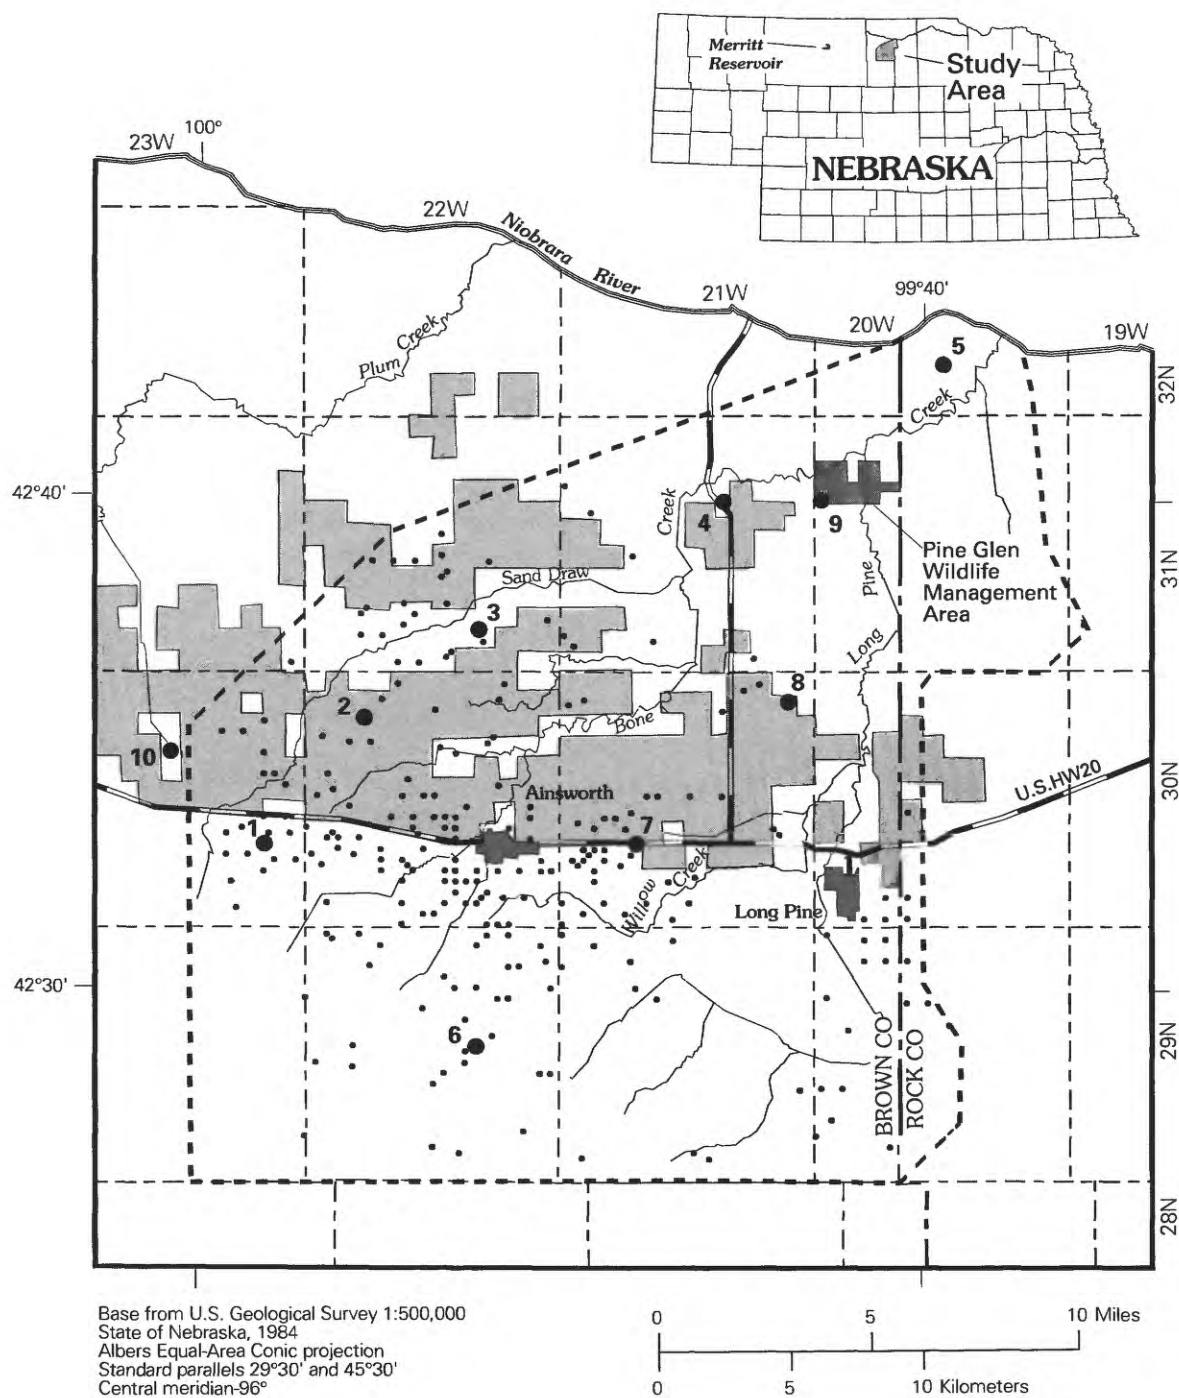 Merritt
Reservoir
Study
Area
NEBRASKA
23W
100°
22W
Niobrara
River
21W
99°40'
20W
19W
5
Plum Creek
32N
Creek
42°40'
Creek
4
9
Pine Glen
Wildlife
Management
Area
Pine
31N
Sand Draw
3
Long
2
8
Bone
10
U.S.HW20
30N
Ainsworth
1
7
Willow Creek
Long Pine
42°30'
6
BROWN CO
ROCK CO
29N
28N
Base from U.S. Geological Survey 1:500,000
State of Nebraska, 1984
Albers Equal-Area Conic projection
Standard parallels 29°30' and 45°30'
Central meridian-96°
0 5 10 Miles
0 5 10 Kilometers